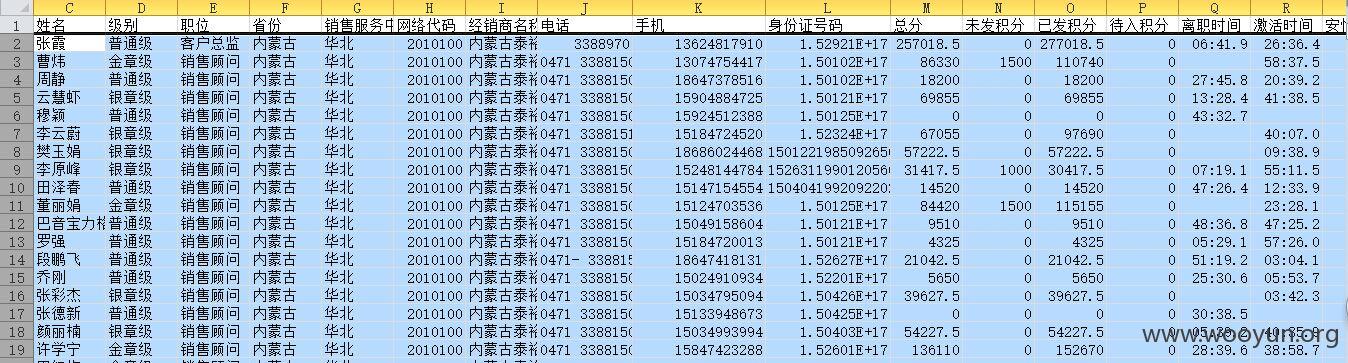 C D E F G H I J K L M N O P Q R S
1 姓名 级别 职位 省份 销售服务中 网络代码 经销商名称 电话 手机 身份证号码 总分 未发积分 已发积分 待入积分 离职时间 激活时间
2 张霞 普通级 客户总监 内蒙古 华北 2010100 内蒙古泰裕 3388970 13624817910 1.52921E+17 257018.5 0 277018.5 0 06:41.9 26:36.4
3 曹炜 金章级 销售顾问 内蒙古 华北 2010100 内蒙古泰裕 0471 3388150 13074754417 1.50102E+17 86330 1500 110740 0 58:37.5
4 周静 普通级 销售顾问 内蒙古 华北 2010100 内蒙古泰裕 0471 3388150 18647378516 1.50102E+17 18200 0 18200 0 27:45.8 20:39.2
5 云慧虾 银章级 销售顾问 内蒙古 华北 2010100 内蒙古泰裕 0471 3388150 15904884725 1.50121E+17 69855 0 69855 0 13:28.4 41:38.5
6 穆颖 普通级 销售顾问 内蒙古 华北 2010100 内蒙古泰裕 0471 3388150 15924512388 1.50125E+17 0 0 0 0 43:32.7
7 李云蔚 银章级 销售顾问 内蒙古 华北 2010100 内蒙古泰裕 0471 3388151 15184724520 1.52324E+17 67055 0 97690 0 40:07.0
8 樊玉娟 银章级 销售顾问 内蒙古 华北 2010100 内蒙古泰裕 0471 3388150 18686024468 57222.5 0 57222.5 0 09:38.9
9 李原峰 银章级 销售顾问 内蒙古 华北 2010100 内蒙古泰裕 0471 3388150 15248144784 31417.5 1000 30417.5 0 07:19.1 55:11.5
10 田泽春 普通级 销售顾问 内蒙古 华北 2010100 内蒙古泰裕 0471 3388150 15147154554 14520 0 14520 0 47:26.4 12:33.9
11 董丽娟 金章级 销售顾问 内蒙古 华北 2010100 内蒙古泰裕 0471 3388150 15124703536 1.50125E+17 84420 1500 115155 0 23:28.1
12 巴音宝力格 普通级 销售顾问 内蒙古 华北 2010100 内蒙古泰裕 0471 3388150 15049158604 1.50121E+17 9510 0 9510 0 48:36.8 47:25.2
13 罗强 普通级 销售顾问 内蒙古 华北 2010100 内蒙古泰裕 0471 3388150 15184720013 1.50121E+17 4325 0 4325 0 05:29.1 57:26.0
14 段鹏飞 普通级 销售顾问 内蒙古 华北 2010100 内蒙古泰裕 0471- 338815 18647418131 1.52627E+17 21042.5 0 21042.5 0 51:19.2 03:04.1
15 乔刚 普通级 销售顾问 内蒙古 华北 2010100 内蒙古泰裕 0471 3388150 15024910934 1.52201E+17 5650 0 5650 0 25:30.6 05:53.7
16 张彩杰 银章级 销售顾问 内蒙古 华北 2010100 内蒙古泰裕 0471 3388150 15034795094 1.50426E+17 39627.5 0 39627.5 0 03:42.3
17 张德新 普通级 销售顾问 内蒙古 华北 2010100 内蒙古泰裕 0471 3388150 15133948673 1.50425E+17 0 0 0 0 30:38.5
18 颜丽楠 银章级 销售顾问 内蒙古 华北 2010100 内蒙古泰裕 0471 3388150 15034993994 1.50403E+17 54227.5 0 54227.5 0
19 许学宁 金章级 销售顾问 内蒙古 华北 2010100 内蒙古泰裕 0471 3388150 15847423288 1.52601E+17 136110 0 152670 0 28:39.6 38:53.7
www.wooyun.org